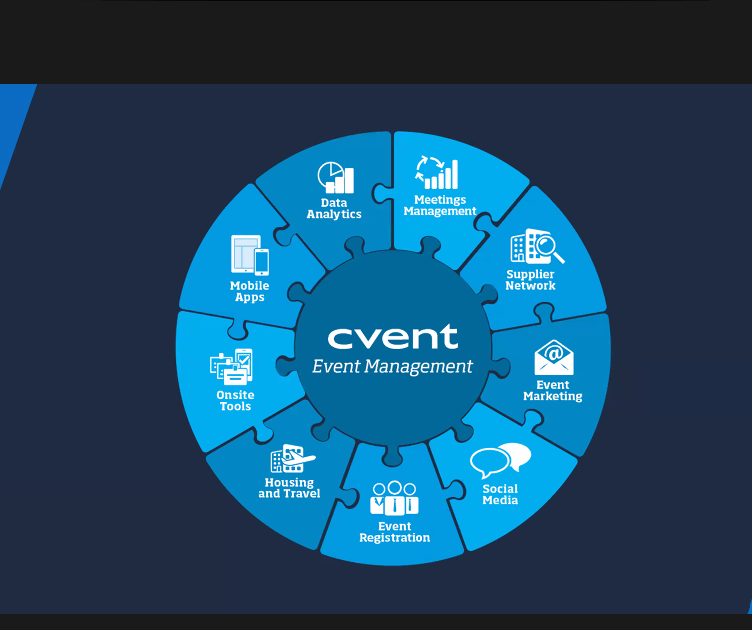 Data
Analytics
Meetings
Management
Supplier
Network
Event
Marketing
Social
Media
Event
Registration
Housing
and Travel
Onsite
Tools
Mobile
Apps
cvent
Event Management
@